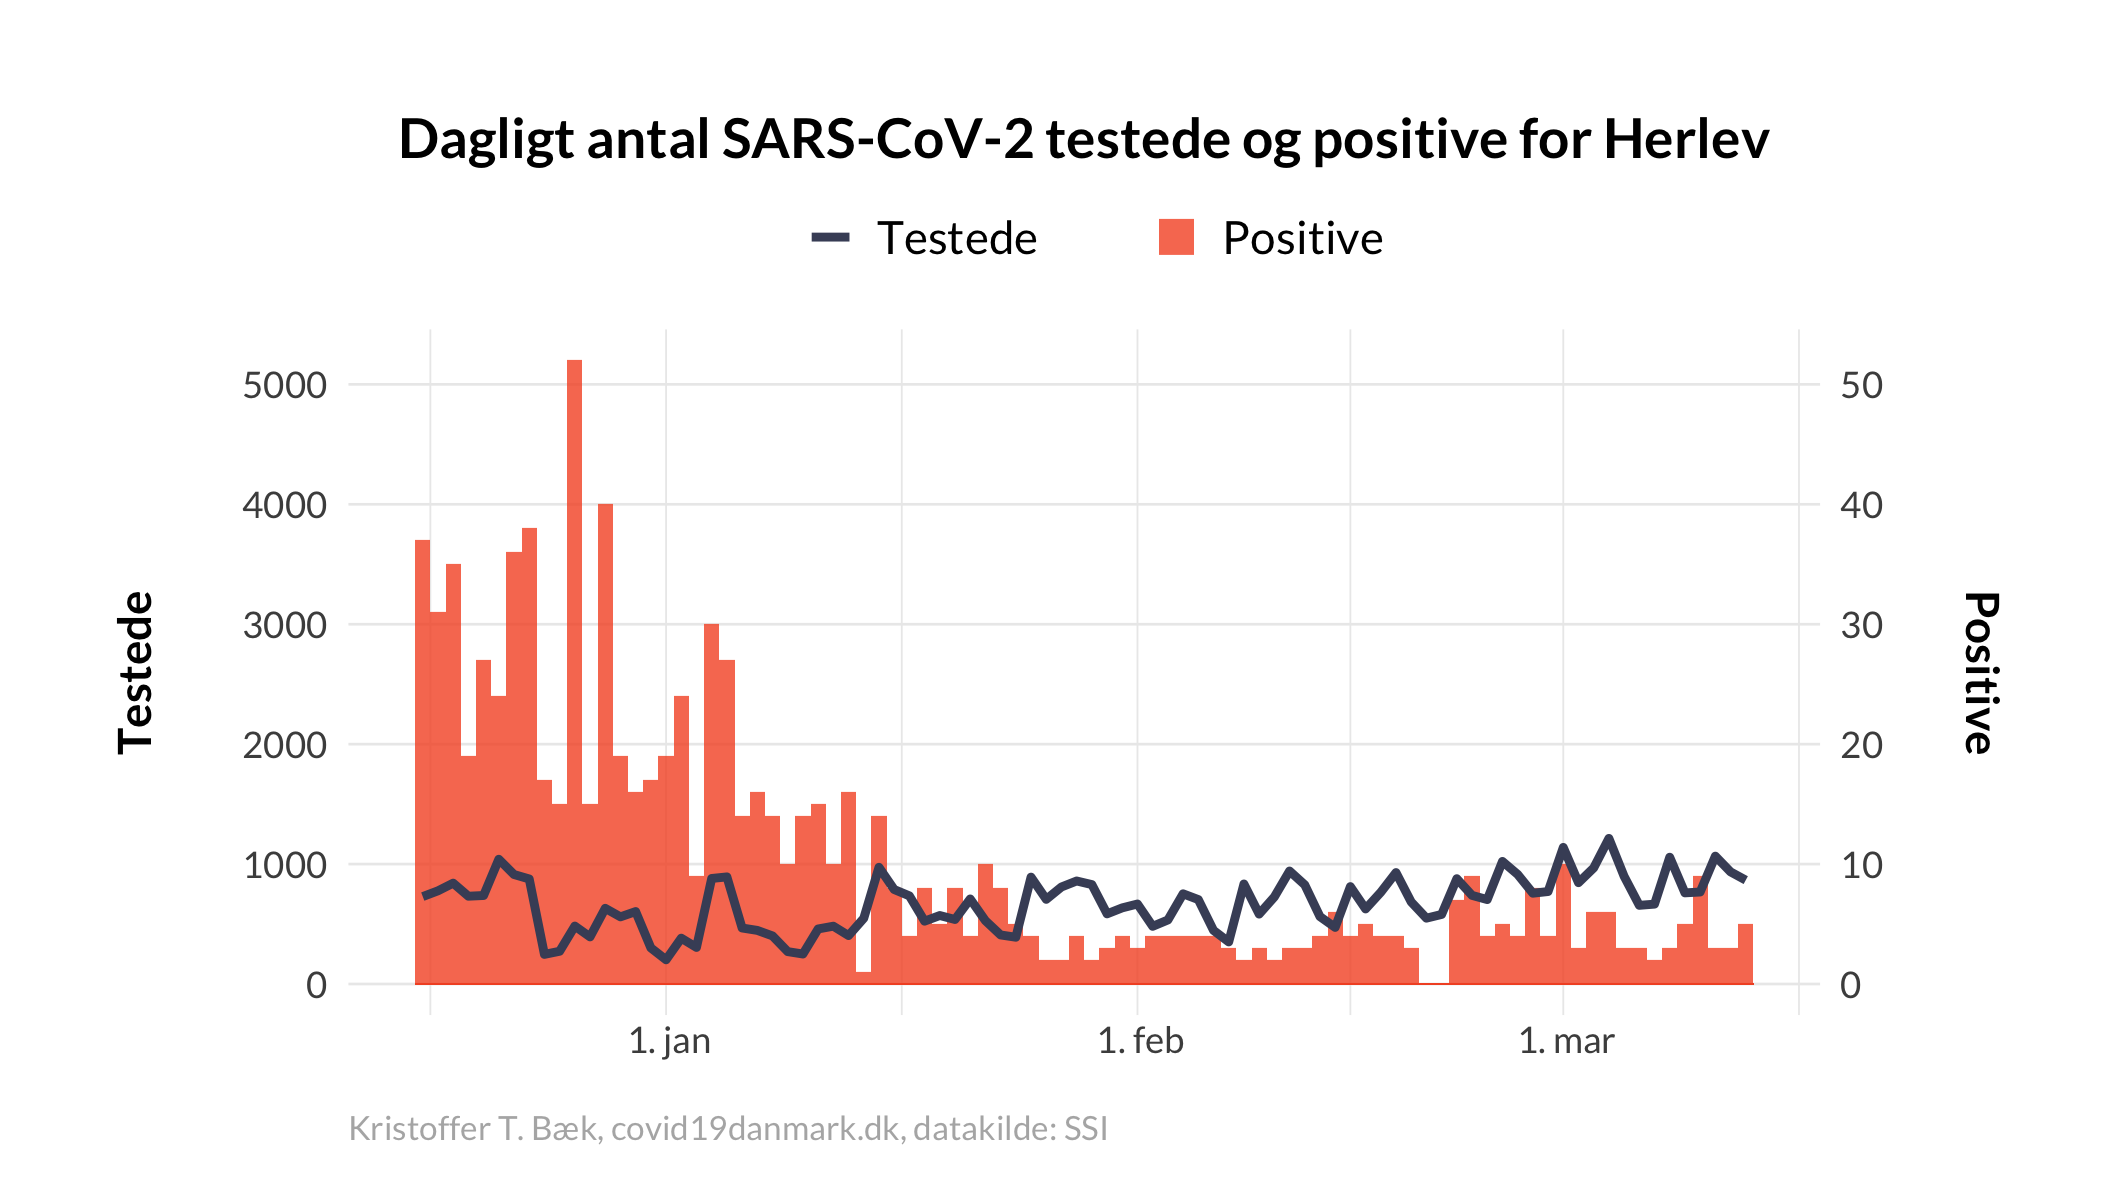 Dagligt antal SARS-CoV-2 testede og positive for Herlev
Testede Positive
5000 50
4000 40
3000 30
2000 20
1000 10
0 0
Testede
Positive
1. jan 1. feb 1. mar
Kristoffer T. Bæk, covid19danmark.dk, datakilde: SSI